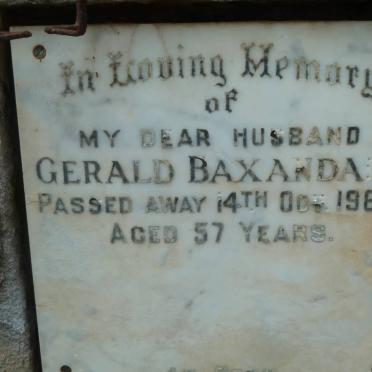 In Loving Memory
of
MY DEAR HUSBAND
GERALD BAXANDA
PASSED AWAY 14TH OCT. 198
AGED 57 YEARS.